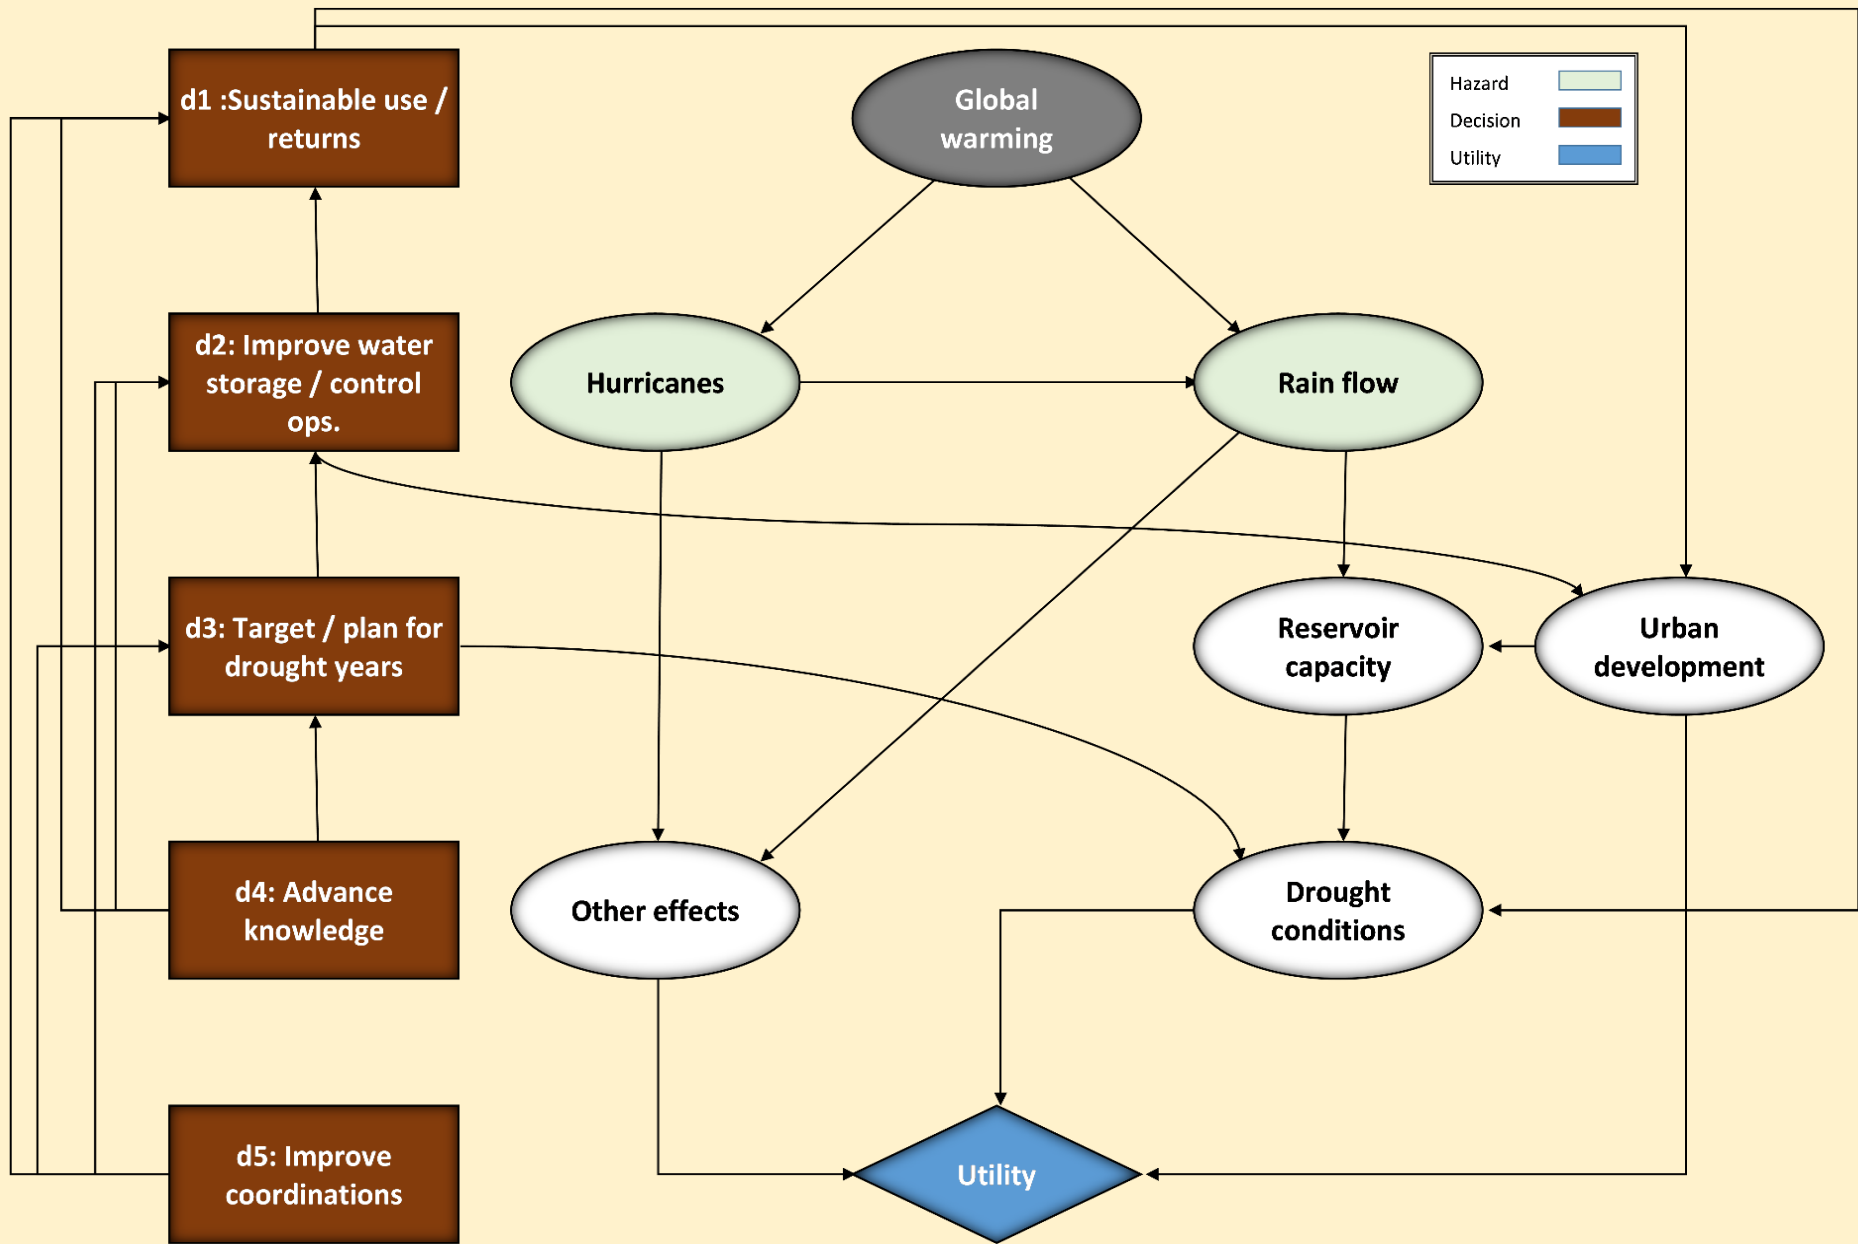 d1 :Sustainable use /
returns
Global
warming
Hazard
Decision
Utility
d2: Improve water
storage / control
ops.
Hurricanes
Rain flow
d3: Target / plan for
drought years
Reservoir
capacity
Urban
development
d4: Advance
knowledge
Other effects
Drought
conditions
d5: Improve
coordinations
Utility